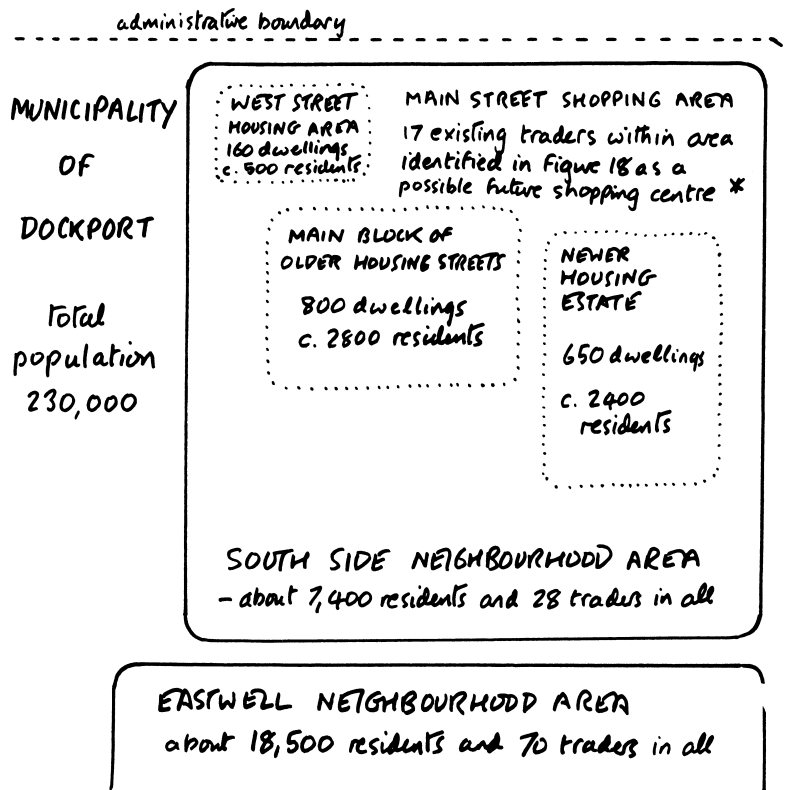 administrative boundary
MUNICIPALITY
OF
DOCKPORT
total
population
230,000
WEST STREET
HOUSING AREA
160 dwellings
c. 500 residents
MAIN STREET SHOPPING AREA
17 existing traders within area
identified in Figure 18 as a
possible future shopping centre *
MAIN BLOCK OF
OLDER HOUSING STREETS
800 dwellings
c. 2800 residents
NEWER
HOUSING
ESTATE
650 dwellings
c. 2400
residents
SOUTH SIDE NEIGHBOURHOOD AREA
- about 7,400 residents and 28 traders in all
EASTWELL NEIGHBOURHOOD AREA
about 18,500 residents and 70 traders in all